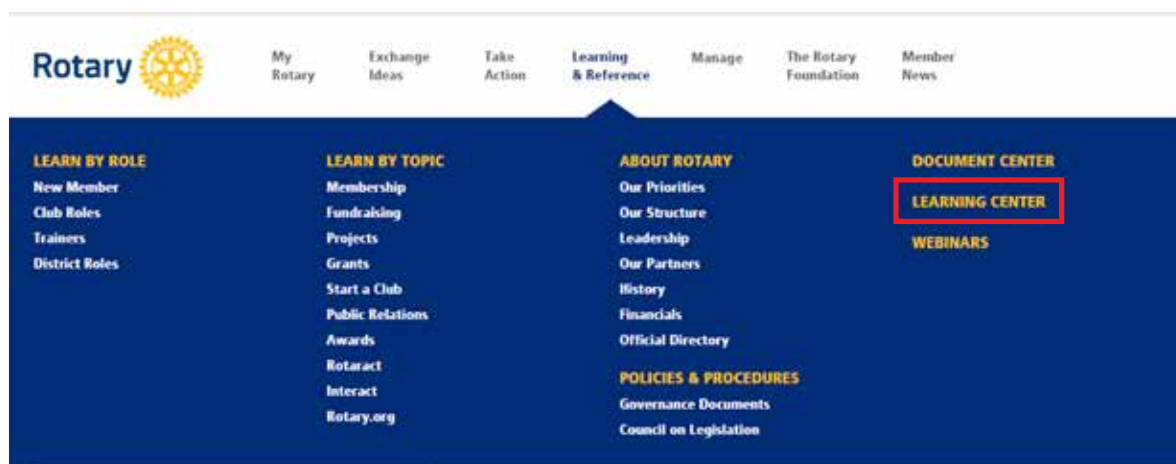 Rotary
My
Rotary
Exchange
Ideas
Take
Action
Learning
& Reference
Manage
The Rotary
Foundation
Member
News
LEARN BY ROLE
New Member
Club Roles
Trainers
District Roles
LEARN BY TOPIC
Membership
Fundraising
Projects
Grants
Start a Club
Public Relations
Awards
Rotaract
Interact
Rotary.org
ABOUT ROTARY
Our Priorities
Our Structure
Leadership
Our Partners
History
Financials
Official Directory
POLICIES & PROCEDURES
Governance Documents
Council on Legislation
DOCUMENT CENTER
LEARNING CENTER
WEBINARS